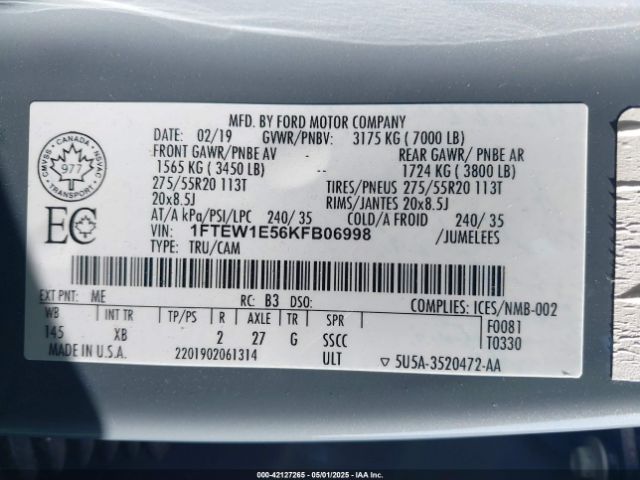 MFD. BY FORD MOTOR COMPANY
DATE: 02/19 GVWR/PNBV: 3175 KG ( 7000 LB)
FRONT GAWR/PNBE AV REAR GAWR/ PNBE AR
1565 KG ( 3450 LB) -- 1724 KG ( 3800 LB)
275/55R20 113T TIRES/PNEUS 275/55R20 113T
20x8.5J RIMS/JANTES 20x8.5J
AT/A kPa/PSI/LPC 240/ 35 COLD/A FROID 240/ 35
VIN: 1FTEW1E56KFB06998 /JUMELEES
TYPE: TRU/CAM
CANADA
CMVSS NSVAC
977
TRANSPORT
EC
EXT PNT: ME RC: B3 DSO: COMPLIES: ICES/NMB-002
WB INT TR TP/PS R AXLE TR SPR F0081
145 XB 2 27 G SSCC T0330
MADE IN U.S.A. 2201902061314 ULT ▽ 5U5A-3520472-AA
000-42127265 - 05/01/2025 - IAAI.COM